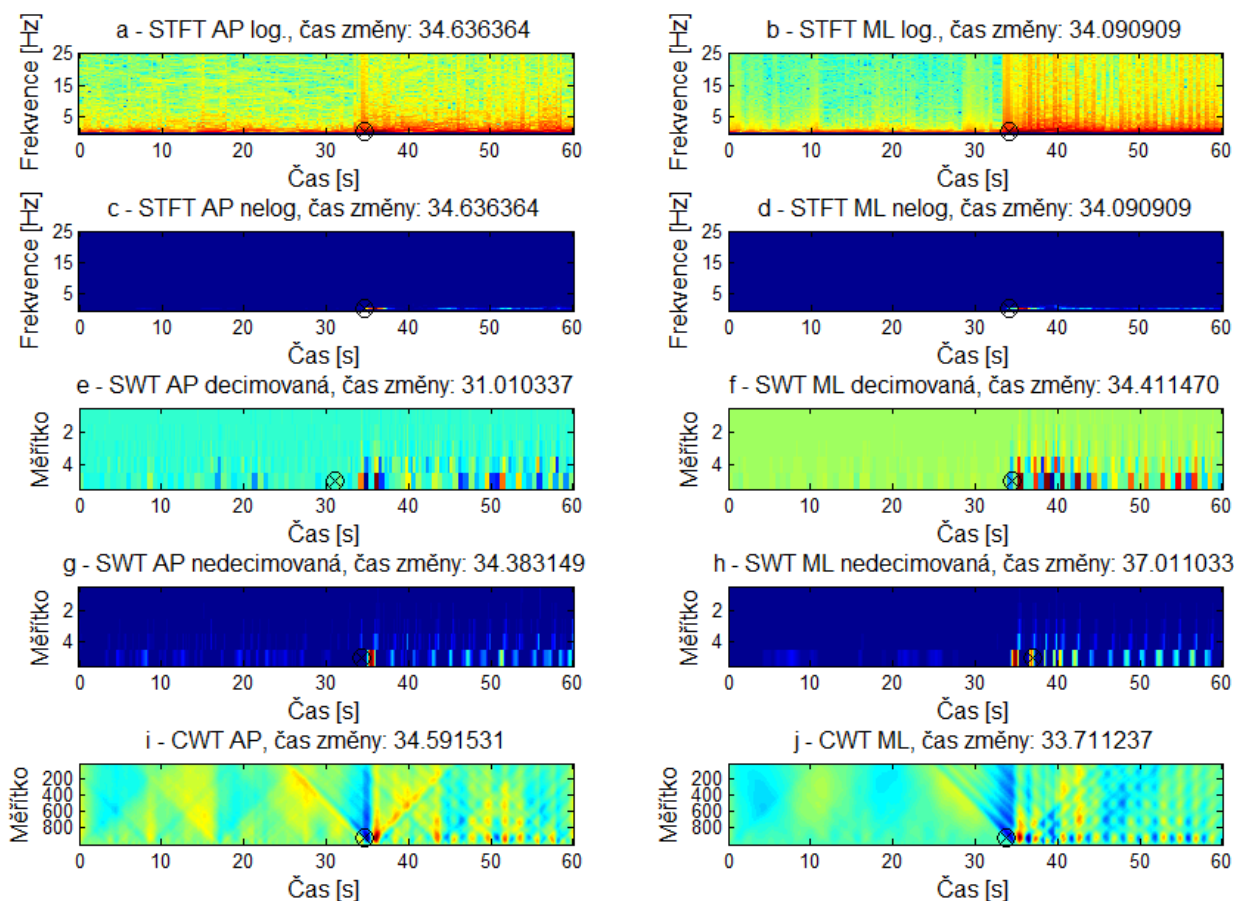 a - STFT AP log., čas změny: 34.636364
Frekvence [Hz]
25
15
5
0 10 20 30 40 50 60
Čas [s]
b - STFT ML log., čas změny: 34.090909
Frekvence [Hz]
25
15
5
0 10 20 30 40 50 60
Čas [s]
c - STFT AP nelog, čas změny: 34.636364
Frekvence [Hz]
25
15
5
0 10 20 30 40 50 60
Čas [s]
d - STFT ML nelog, čas změny: 34.090909
Frekvence [Hz]
25
15
5
0 10 20 30 40 50 60
Čas [s]
e - SWT AP decimovaná, čas změny: 31.010337
Měřítko
2
4
0 10 20 30 40 50 60
Čas [s]
f - SWT ML decimovaná, čas změny: 34.411470
Měřítko
2
4
0 10 20 30 40 50 60
Čas [s]
g - SWT AP nedecimovaná, čas změny: 34.383149
Měřítko
2
4
0 10 20 30 40 50 60
Čas [s]
h - SWT ML nedecimovaná, čas změny: 37.011033
Měřítko
2
4
0 10 20 30 40 50 60
Čas [s]
i - CWT AP, čas změny: 34.591531
Měřítko
200
400
600
800
0 10 20 30 40 50 60
Čas [s]
j - CWT ML, čas změny: 33.711237
Měřítko
200
400
600
800
0 10 20 30 40 50 60
Čas [s]